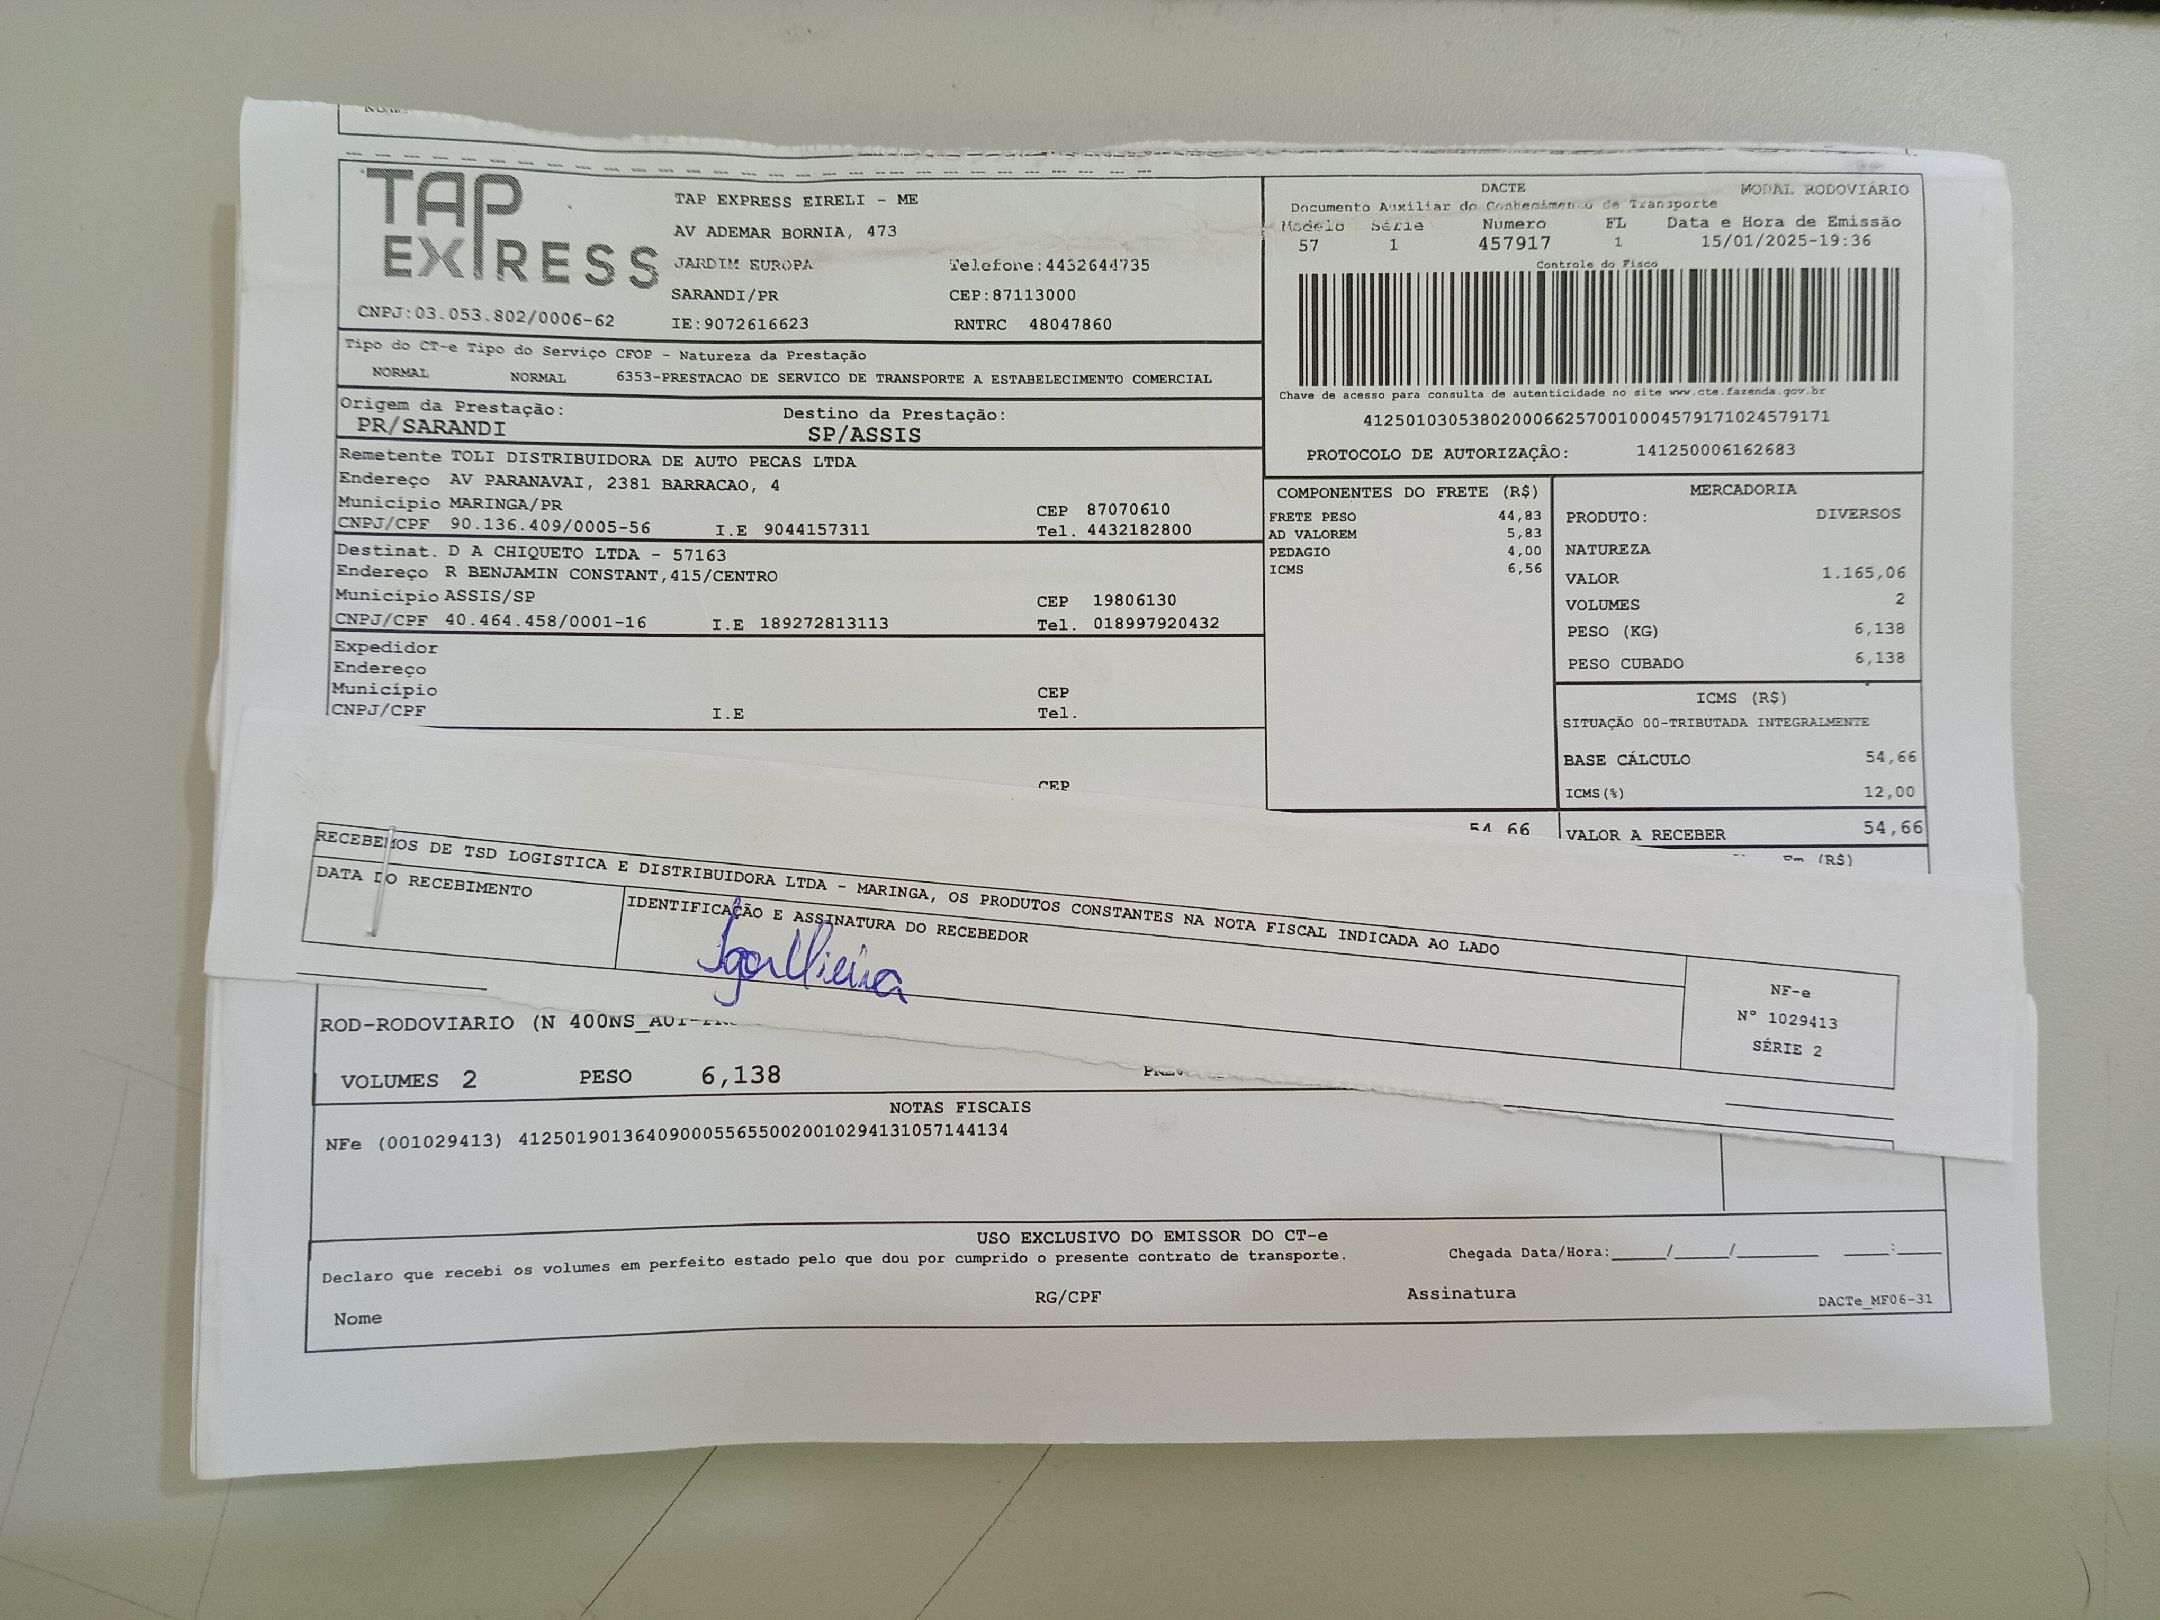 TAP EXPRESS
TAP EXPRESS EIRELI - ME
AV ADEMAR BORNIA, 473
JARDIM EUROPA Telefone:4432644735
SARANDI/PR CEP:87113000
CNPJ:03.053.802/0006-62 IE:9072616623 RNTRC 48047860
DACTE MODAL RODOVIÁRIO
Documento Auxiliar do Conhecimento de Transporte
Modelo Série Numero FL Data e Hora de Emissão
57 1 457917 1 15/01/2025-19:36
Controle do Fisco
Chave de acesso para consulta de autenticidade no site www.cte.fazenda.gov.br
41250103053802000662570010004579171024579171
PROTOCOLO DE AUTORIZAÇÃO: 141250006162683
Tipo do CT-e Tipo do Serviço CFOP - Natureza da Prestação
NORMAL NORMAL 6353-PRESTACAO DE SERVICO DE TRANSPORTE A ESTABELECIMENTO COMERCIAL
Origem da Prestação: Destino da Prestação:
PR/SARANDI SP/ASSIS
Remetente TOLI DISTRIBUIDORA DE AUTO PECAS LTDA
Endereço AV PARANAVAI, 2381 BARRACAO, 4
Município MARINGA/PR CEP 87070610
CNPJ/CPF 90.136.409/0005-56 I.E 9044157311 Tel. 4432182800
Destinat. D A CHIQUETO LTDA - 57163
Endereço R BENJAMIN CONSTANT,415/CENTRO
Município ASSIS/SP CEP 19806130
CNPJ/CPF 40.464.458/0001-16 I.E 189272813113 Tel. 018997920432
Expedidor
Endereço
Município CEP
CNPJ/CPF I.E Tel.
CEP
COMPONENTES DO FRETE (R$)
FRETE PESO 44,83
AD VALOREM 5,83
PEDAGIO 4,00
ICMS 6,56
54,66
MERCADORIA
PRODUTO: DIVERSOS
NATUREZA
VALOR 1.165,06
VOLUMES 2
PESO (KG) 6,138
PESO CUBADO 6,138
ICMS (R$)
SITUAÇÃO 00-TRIBUTADA INTEGRALMENTE
BASE CÁLCULO 54,66
ICMS(%) 12,00
VALOR A RECEBER 54,66
(R$)
RECEBEMOS DE TSD LOGISTICA E DISTRIBUIDORA LTDA - MARINGA, OS PRODUTOS CONSTANTES NA NOTA FISCAL INDICADA AO LADO
DATA DO RECEBIMENTO IDENTIFICAÇÃO E ASSINATURA DO RECEBEDOR
Igor Vieira
NF-e
Nº 1029413
SÉRIE 2
ROD-RODOVIARIO (N 400NS_
VOLUMES 2 PESO 6,138
NOTAS FISCAIS
NFe (001029413) 41250190136409000556550020010294131057144134
USO EXCLUSIVO DO EMISSOR DO CT-e
Declaro que recebi os volumes em perfeito estado pelo que dou por cumprido o presente contrato de transporte. Chegada Data/Hora:____/____/_______ ____:____
Nome RG/CPF Assinatura DACTe_MF06-31